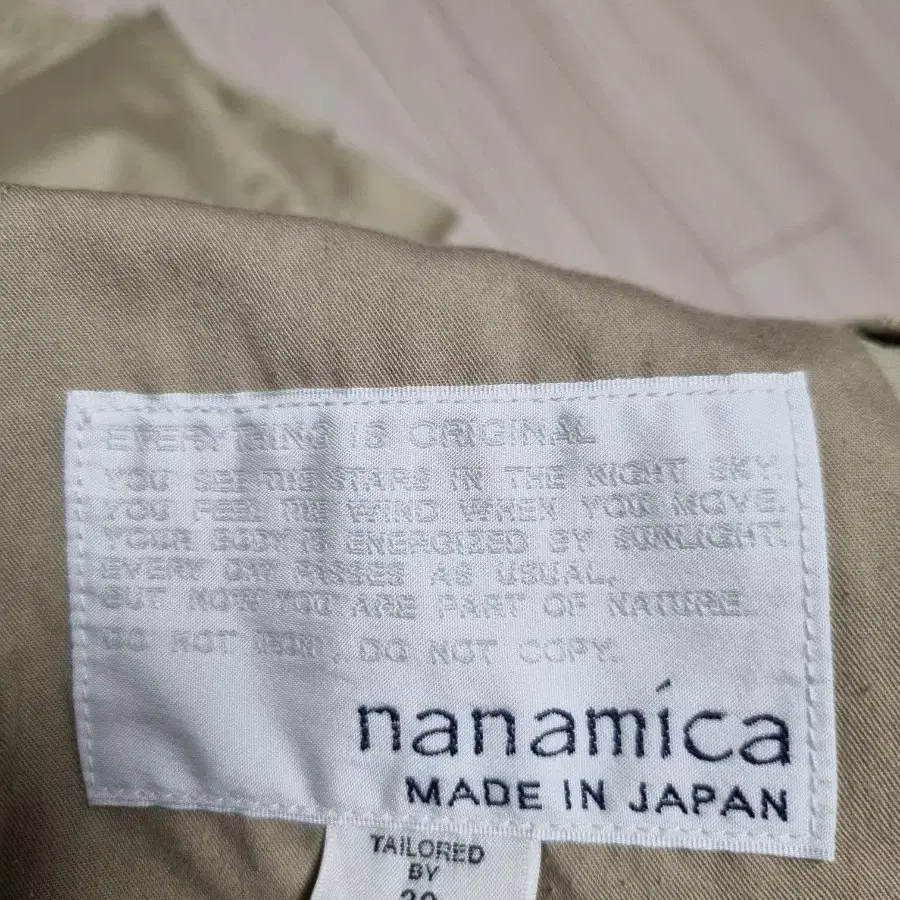 EVERYTHING IS ORIGINAL
YOU SEE THE STARS IN THE NIGHT SKY.
YOU FEEL THE WIND WHEN YOU MOVE.
YOUR BODY IS ENERGIZED BY SUNLIGHT.
EVERY DAY PASSES AS USUAL,
BUT NOW YOU ARE PART OF NATURE.
DO NOT IRON, DO NOT COPY.
nanamíca
MADE IN JAPAN
TAILORED
BY
30